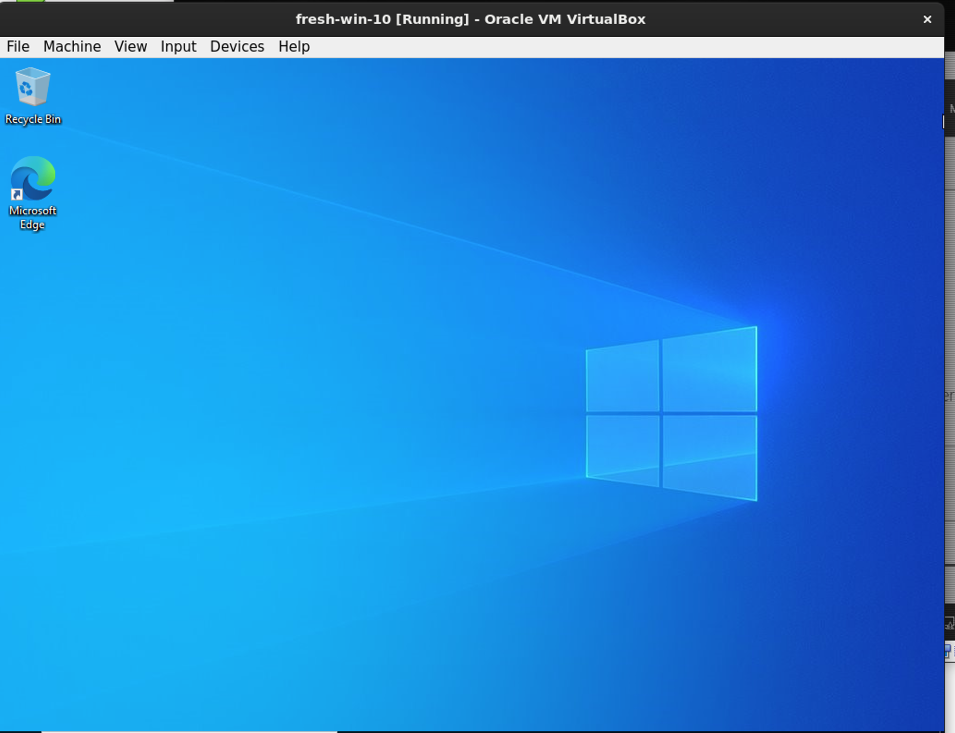 fresh-win-10 [Running] - Oracle VM VirtualBox
File Machine View Input Devices Help
Recycle Bin
Microsoft
Edge